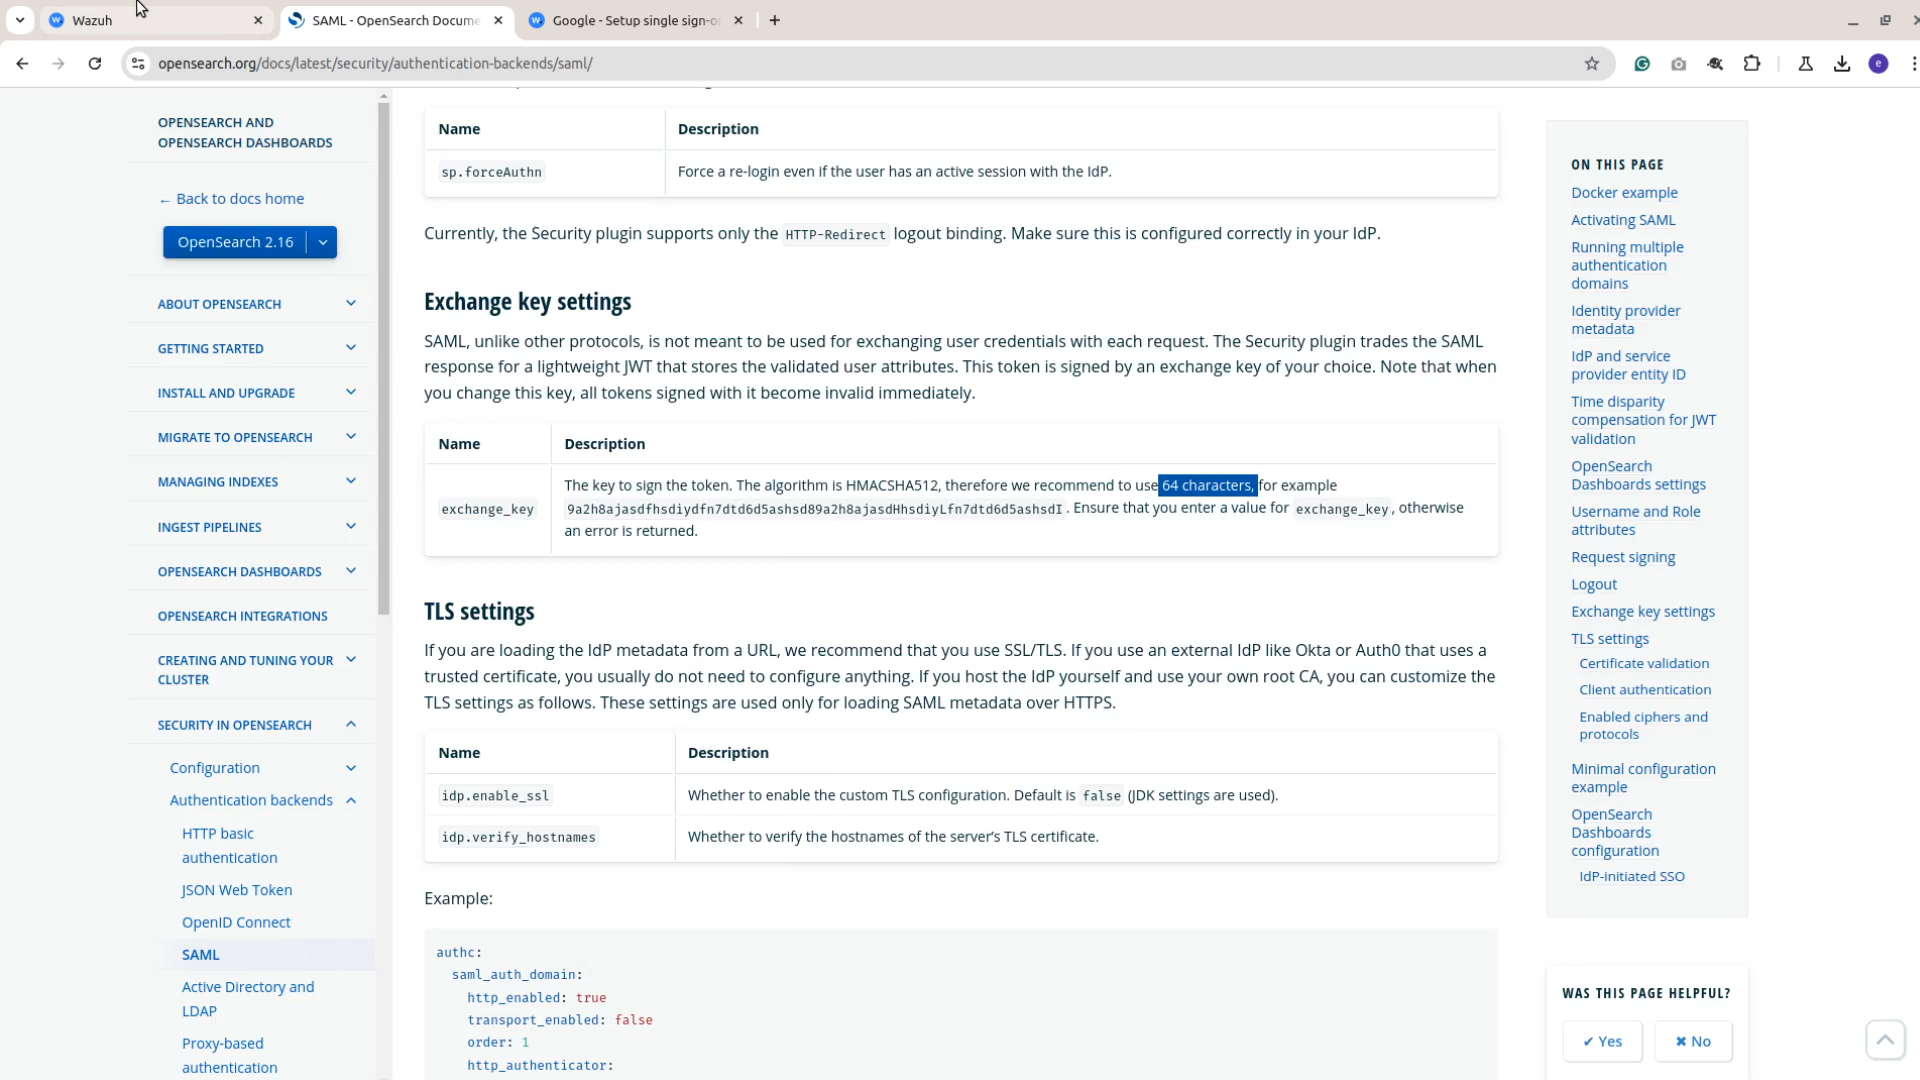 Wazuh
SAML - OpenSearch Docume
Google - Setup single sign-o
opensearch.org/docs/latest/security/authentication-backends/saml/
e
OPENSEARCH AND
OPENSEARCH DASHBOARDS
← Back to docs home
OpenSearch 2.16
ABOUT OPENSEARCH
GETTING STARTED
INSTALL AND UPGRADE
MIGRATE TO OPENSEARCH
MANAGING INDEXES
INGEST PIPELINES
OPENSEARCH DASHBOARDS
OPENSEARCH INTEGRATIONS
CREATING AND TUNING YOUR
CLUSTER
SECURITY IN OPENSEARCH
Configuration
Authentication backends
HTTP basic
authentication
JSON Web Token
OpenID Connect
SAML
Active Directory and
LDAP
Proxy-based
authentication
Name Description
sp.forceAuthn Force a re-login even if the user has an active session with the IdP.
Currently, the Security plugin supports only the HTTP-Redirect logout binding. Make sure this is configured correctly in your IdP.
Exchange key settings
SAML, unlike other protocols, is not meant to be used for exchanging user credentials with each request. The Security plugin trades the SAML
response for a lightweight JWT that stores the validated user attributes. This token is signed by an exchange key of your choice. Note that when
you change this key, all tokens signed with it become invalid immediately.
Name Description
The key to sign the token. The algorithm is HMACSHA512, therefore we recommend to use 64 characters, for example
exchange_key 9a2h8ajasdfhsdiydfn7dtd6d5ashsd89a2h8ajasdHhsdiyLfn7dtd6d5ashsdI. Ensure that you enter a value for exchange_key, otherwise
an error is returned.
TLS settings
If you are loading the IdP metadata from a URL, we recommend that you use SSL/TLS. If you use an external IdP like Okta or Auth0 that uses a
trusted certificate, you usually do not need to configure anything. If you host the IdP yourself and use your own root CA, you can customize the
TLS settings as follows. These settings are used only for loading SAML metadata over HTTPS.
Name Description
idp.enable_ssl Whether to enable the custom TLS configuration. Default is false (JDK settings are used).
idp.verify_hostnames Whether to verify the hostnames of the server’s TLS certificate.
Example:
authc:
saml_auth_domain:
http_enabled: true
transport_enabled: false
order: 1
http_authenticator:
ON THIS PAGE
Docker example
Activating SAML
Running multiple
authentication
domains
Identity provider
metadata
IdP and service
provider entity ID
Time disparity
compensation for JWT
validation
OpenSearch
Dashboards settings
Username and Role
attributes
Request signing
Logout
Exchange key settings
TLS settings
Certificate validation
Client authentication
Enabled ciphers and
protocols
Minimal configuration
example
OpenSearch
Dashboards
configuration
IdP-initiated SSO
WAS THIS PAGE HELPFUL?
✔ Yes ✖ No